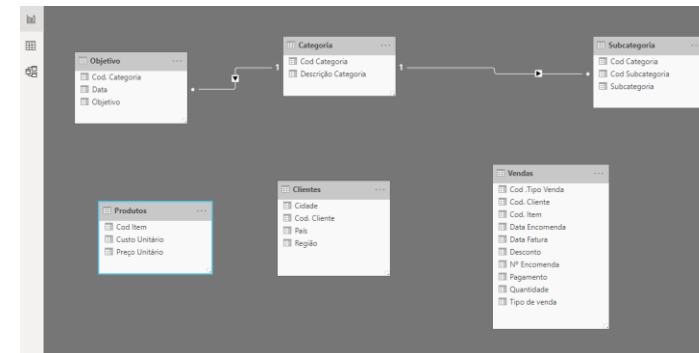 Objetivo
Cod. Categoria
Data
Objetivo
Categoria
Cod Categoria
Descrição Categoria
1
1
Subcategoria
Cod Categoria
Cod Subcategoria
Subcategoria
Produtos
Cod Item
Custo Unitário
Preço Unitário
Clientes
Cidade
Cod. Cliente
País
Região
Vendas
Cod .Tipo Venda
Cod. Cliente
Cod. Item
Data Encomenda
Data Fatura
Desconto
Nº Encomenda
Pagamento
Quantidade
Tipo de venda